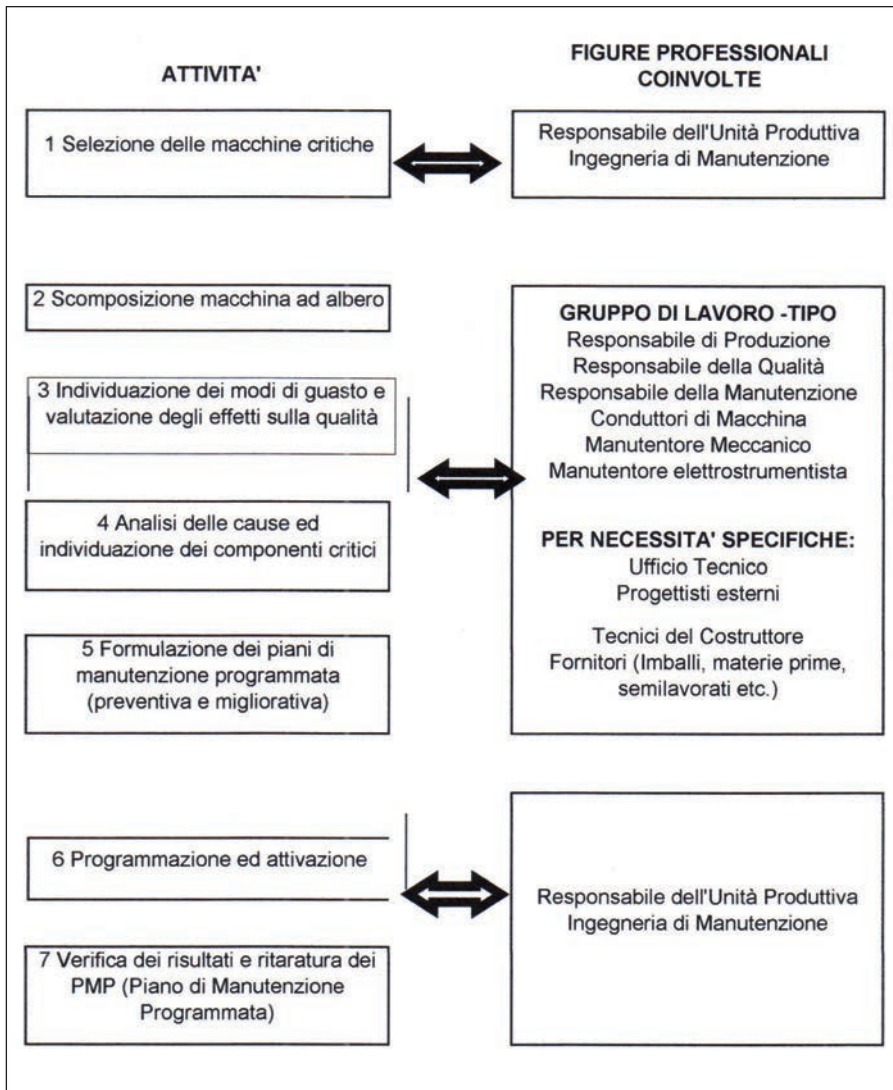 ATTIVITA'
FIGURE PROFESSIONALI
COINVOLTE
1 Selezione delle macchine critiche
Responsabile dell'Unità Produttiva
Ingegneria di Manutenzione
2 Scomposizione macchina ad albero
3 Individuazione dei modi di guasto e
valutazione degli effetti sulla qualità
4 Analisi delle cause ed
individuazione dei componenti critici
5 Formulazione dei piani di
manutenzione programmata
(preventiva e migliorativa)
GRUPPO DI LAVORO -TIPO
Responsabile di Produzione
Responsabile della Qualità
Responsabile della Manutenzione
Conduttori di Macchina
Manutentore Meccanico
Manutentore elettrostrumentista
PER NECESSITA' SPECIFICHE:
Ufficio Tecnico
Progettisti esterni
Tecnici del Costruttore
Fornitori (Imballi, materie prime,
semilavorati etc.)
6 Programmazione ed attivazione
7 Verifica dei risultati e ritaratura dei
PMP (Piano di Manutenzione
Programmata)
Responsabile dell'Unità Produttiva
Ingegneria di Manutenzione